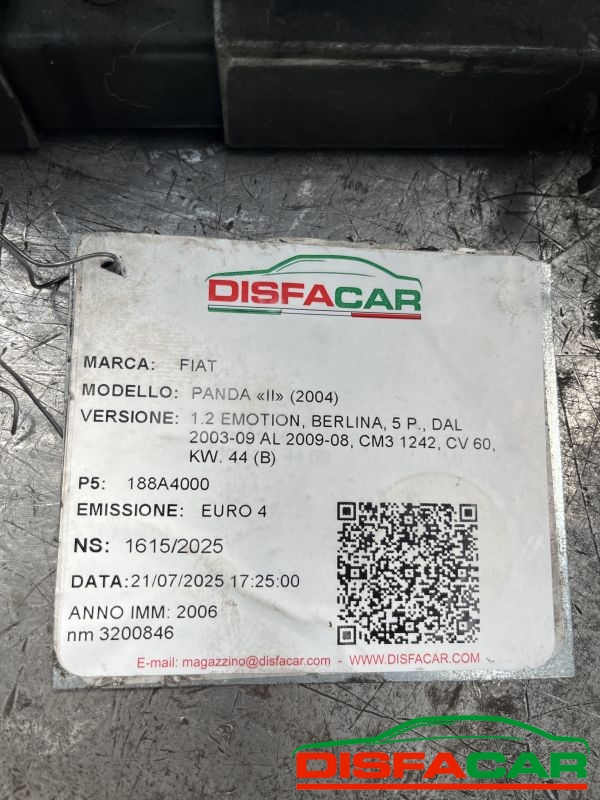 DISFACAR
MARCA: FIAT
MODELLO: PANDA «II» (2004)
VERSIONE: 1.2 EMOTION, BERLINA, 5 P., DAL
2003-09 AL 2009-08, CM3 1242, CV 60,
KW. 44 (B)
P5: 188A4000
EMISSIONE: EURO 4
NS: 1615/2025
DATA: 21/07/2025 17:25:00
ANNO IMM: 2006
nm 3200846
E-mail: magazzino@disfacar.com - WWW.DISFACAR.COM
DISFACAR